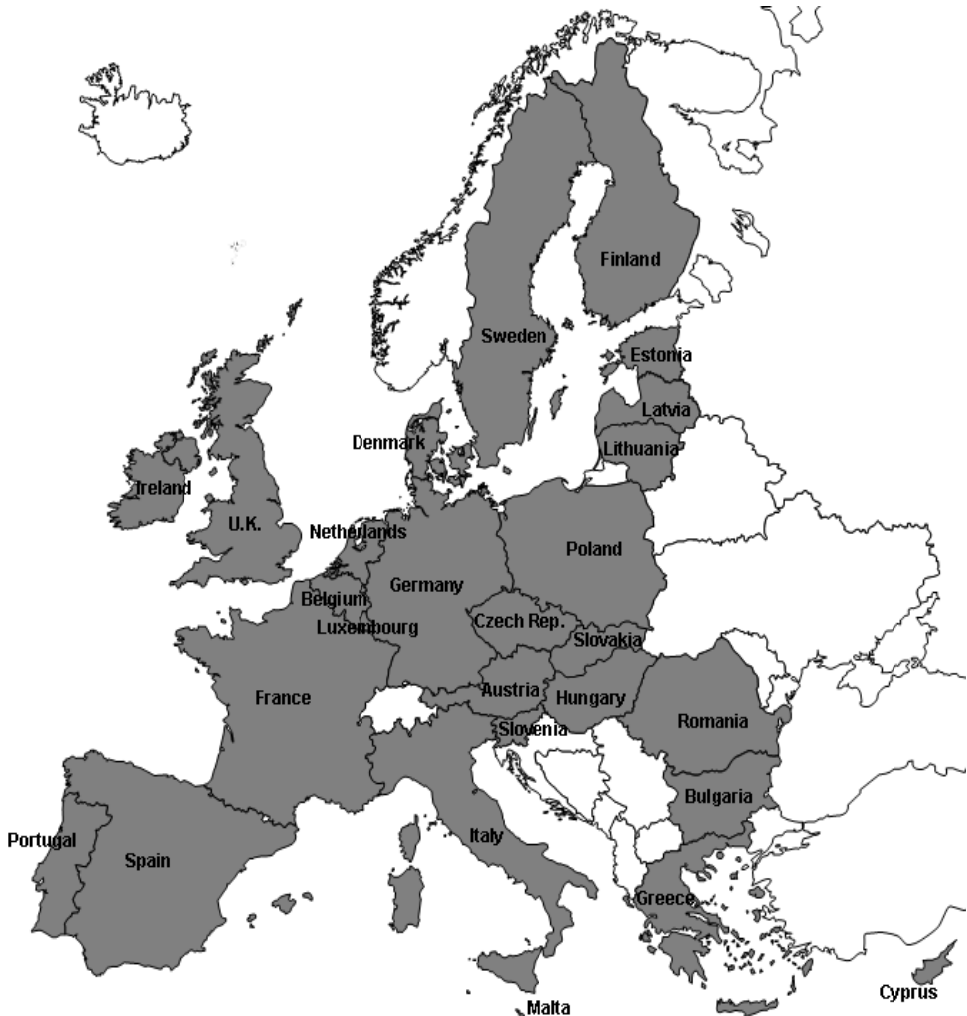 Finland
Sweden
Estonia
Latvia
Denmark
Lithuania
Ireland
U.K.
Netherlands
Poland
Germany
Belgium
Czech Rep.
Luxembourg
Slovakia
Austria
France
Hungary
Romania
Slovenia
Bulgaria
Italy
Portugal
Spain
Greece
Cyprus
Malta